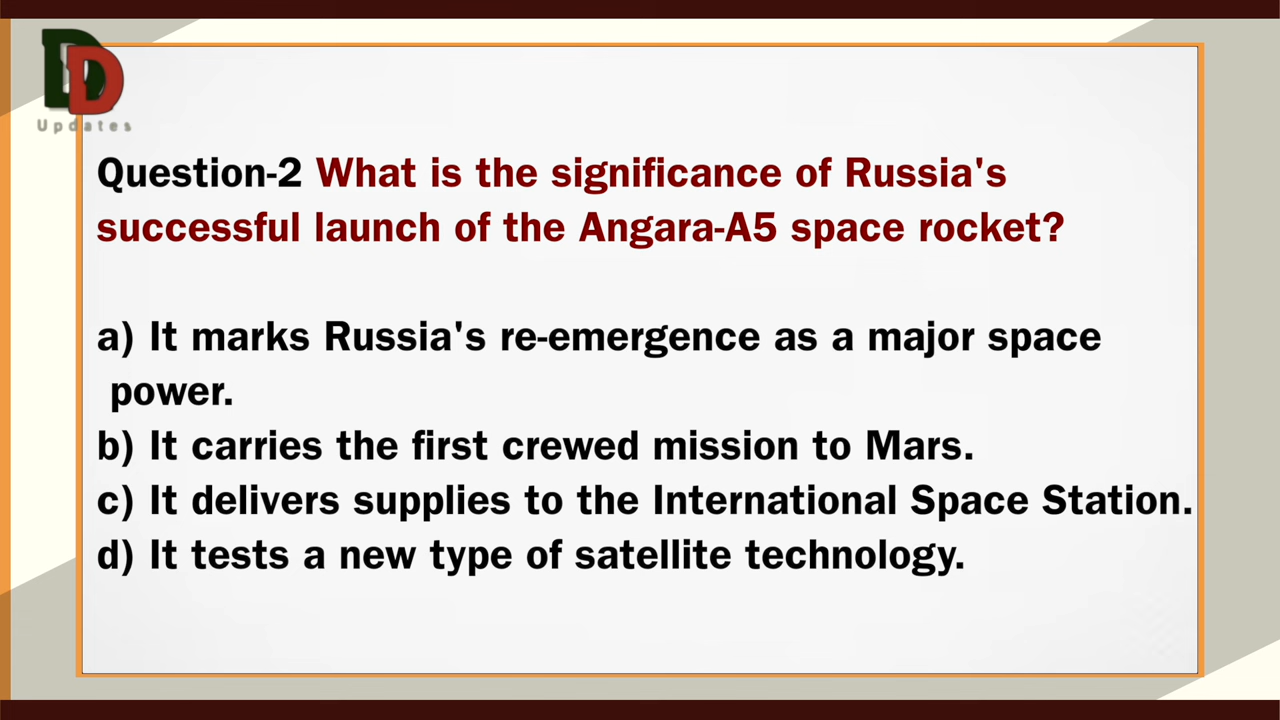 DD
Updates
Question-2 What is the significance of Russia's
successful launch of the Angara-A5 space rocket?
a) It marks Russia's re-emergence as a major space
power.
b) It carries the first crewed mission to Mars.
c) It delivers supplies to the International Space Station.
d) It tests a new type of satellite technology.